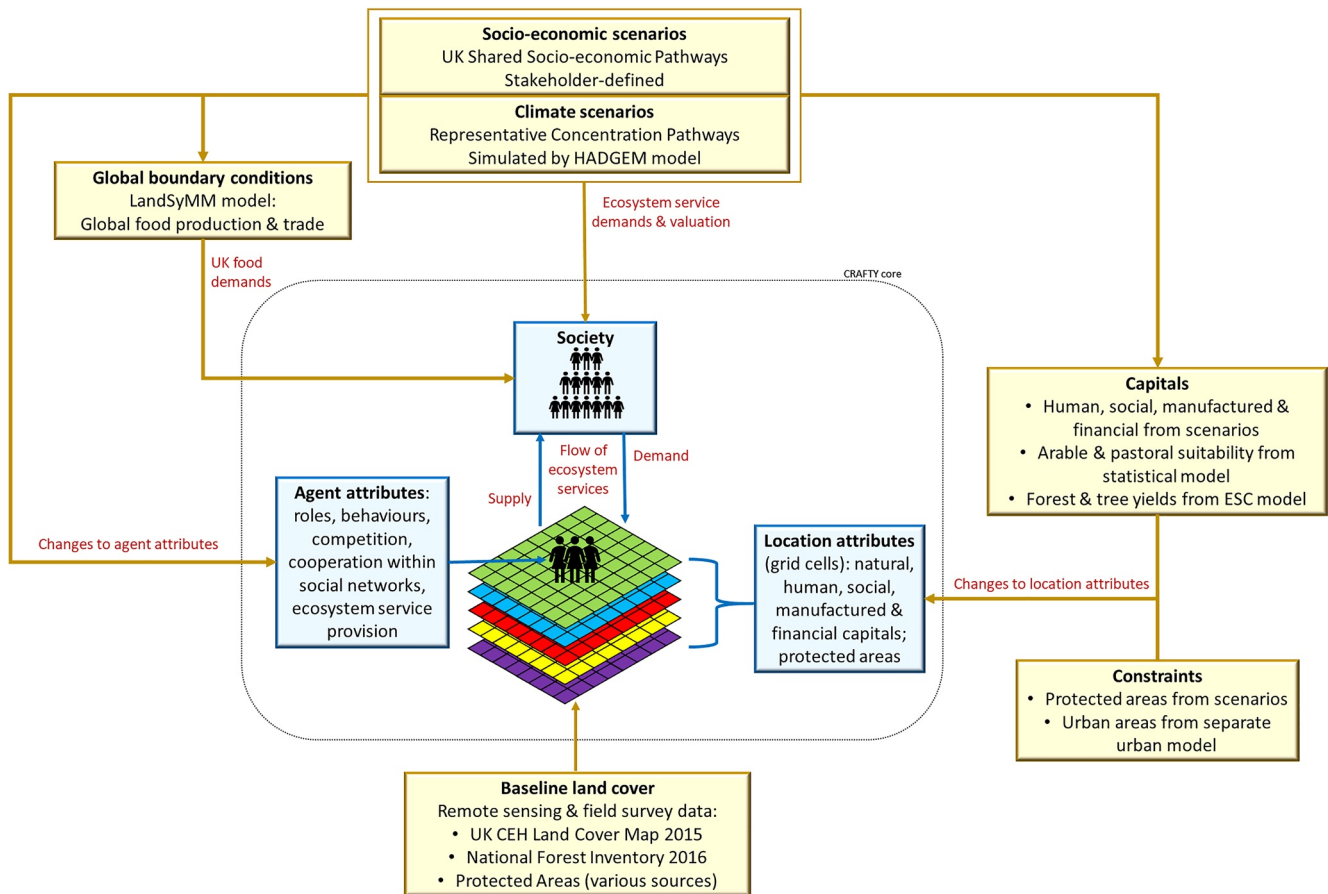 Socio-economic scenarios
UK Shared Socio-economic Pathways
Stakeholder-defined
Climate scenarios
Representative Concentration Pathways
Simulated by HADGEM model
Global boundary conditions
LandSyMM model:
Global food production & trade
Ecosystem service
demands & valuation
UK food
demands
CRAFTY core
Society
Capitals
• Human, social, manufactured &
financial from scenarios
• Arable & pastoral suitability from
statistical model
• Forest & tree yields from ESC model
Flow of
ecosystem
services
Demand
Supply
Agent attributes:
roles, behaviours,
competition,
cooperation within
social networks,
ecosystem service
provision
Changes to agent attributes
Location attributes
(grid cells): natural,
human, social,
manufactured &
financial capitals;
protected areas
Changes to location attributes
Constraints
• Protected areas from scenarios
• Urban areas from separate
urban model
Baseline land cover
Remote sensing & field survey data:
• UK CEH Land Cover Map 2015
• National Forest Inventory 2016
• Protected Areas (various sources)